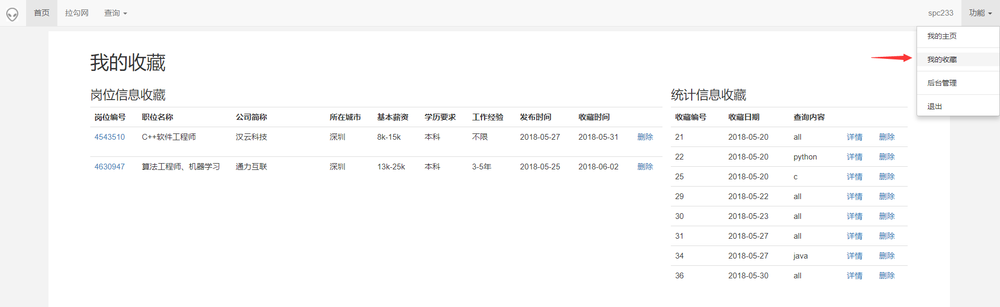 首页 拉勾网 查询 spc233 功能
我的主页
我的收藏
后台管理
退出
我的收藏
岗位信息收藏
岗位编号 职位名称 公司简称 所在城市 基本薪资 学历要求 工作经验 发布时间 收藏时间
4543510 C++软件工程师 汉云科技 深圳 8k-15k 本科 不限 2018-05-27 2018-05-31 删除
4630947 算法工程师、机器学习 通力互联 深圳 13k-25k 本科 3-5年 2018-05-25 2018-06-02 删除
统计信息收藏
收藏编号 收藏日期 查询内容
21 2018-05-20 all 详情 删除
22 2018-05-20 python 详情 删除
25 2018-05-20 c 详情 删除
29 2018-05-22 all 详情 删除
30 2018-05-23 all 详情 删除
31 2018-05-27 all 详情 删除
34 2018-05-27 java 详情 删除
36 2018-05-30 all 详情 删除